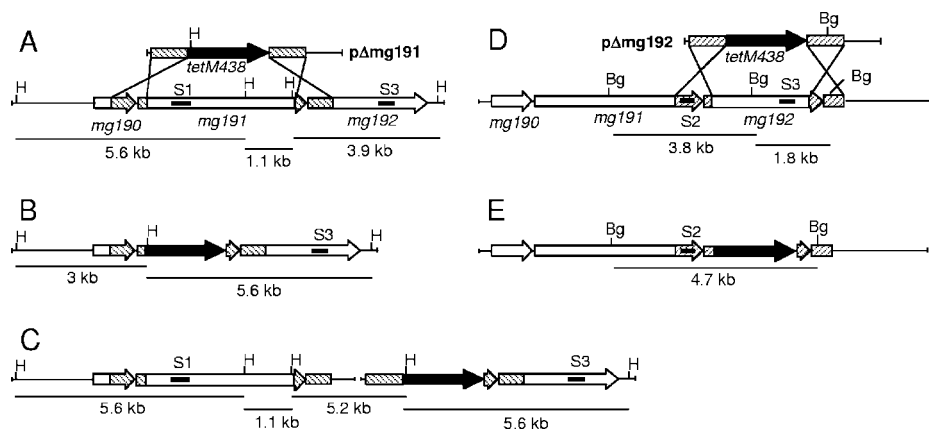 A
H
pΔmg191
tetM438
H
S1
H
H
S3
H
mg190
mg191
mg192
5.6 kb
1.1 kb
3.9 kb
B
H
H
S3
H
3 kb
5.6 kb
C
H
S1
H
H
H
S3
H
5.6 kb
1.1 kb
5.2 kb
5.6 kb
D
Bg
pΔmg192
tetM438
Bg
Bg
S3
Bg
mg190
mg191
S2
mg192
3.8 kb
1.8 kb
E
Bg
S2
Bg
4.7 kb